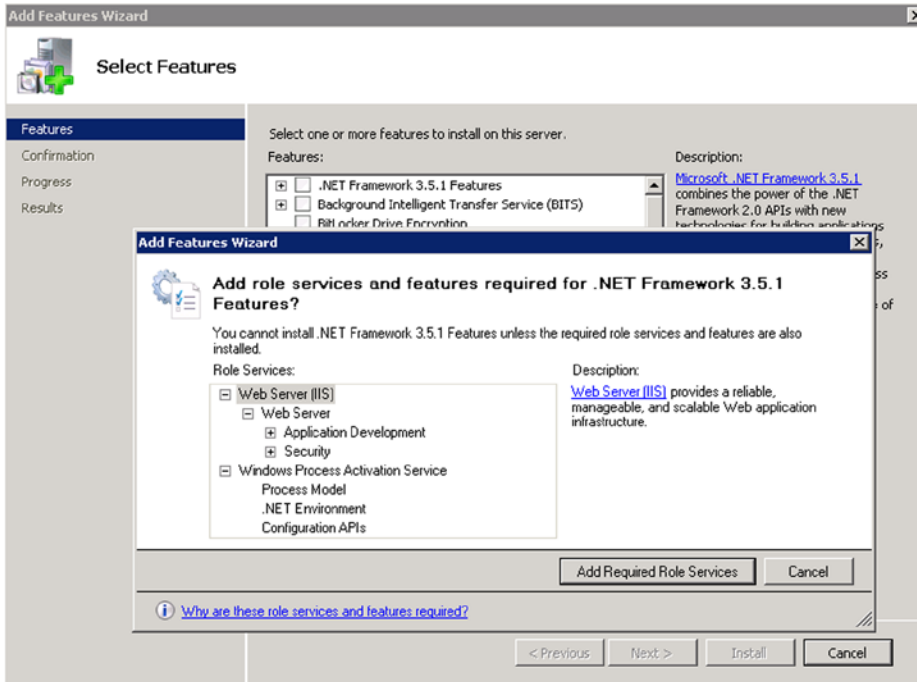 Add Features Wizard
Select Features
Features
Confirmation
Progress
Results
Select one or more features to install on this server.
Features:
.NET Framework 3.5.1 Features
Background Intelligent Transfer Service (BITS)
BitLocker Drive Encryption
Description:
Microsoft .NET Framework 3.5.1
combines the power of the .NET
Framework 2.0 APIs with new
technologies for building applications
Add Features Wizard
Add role services and features required for .NET Framework 3.5.1
Features?
You cannot install .NET Framework 3.5.1 Features unless the required role services and features are also
installed.
Role Services:
Web Server (IIS)
Web Server
Application Development
Security
Windows Process Activation Service
Process Model
.NET Environment
Configuration APIs
Description:
Web Server (IIS) provides a reliable,
manageable, and scalable Web application
infrastructure.
Add Required Role Services
Cancel
Why are these role services and features required?
of
< Previous
Next >
Install
Cancel